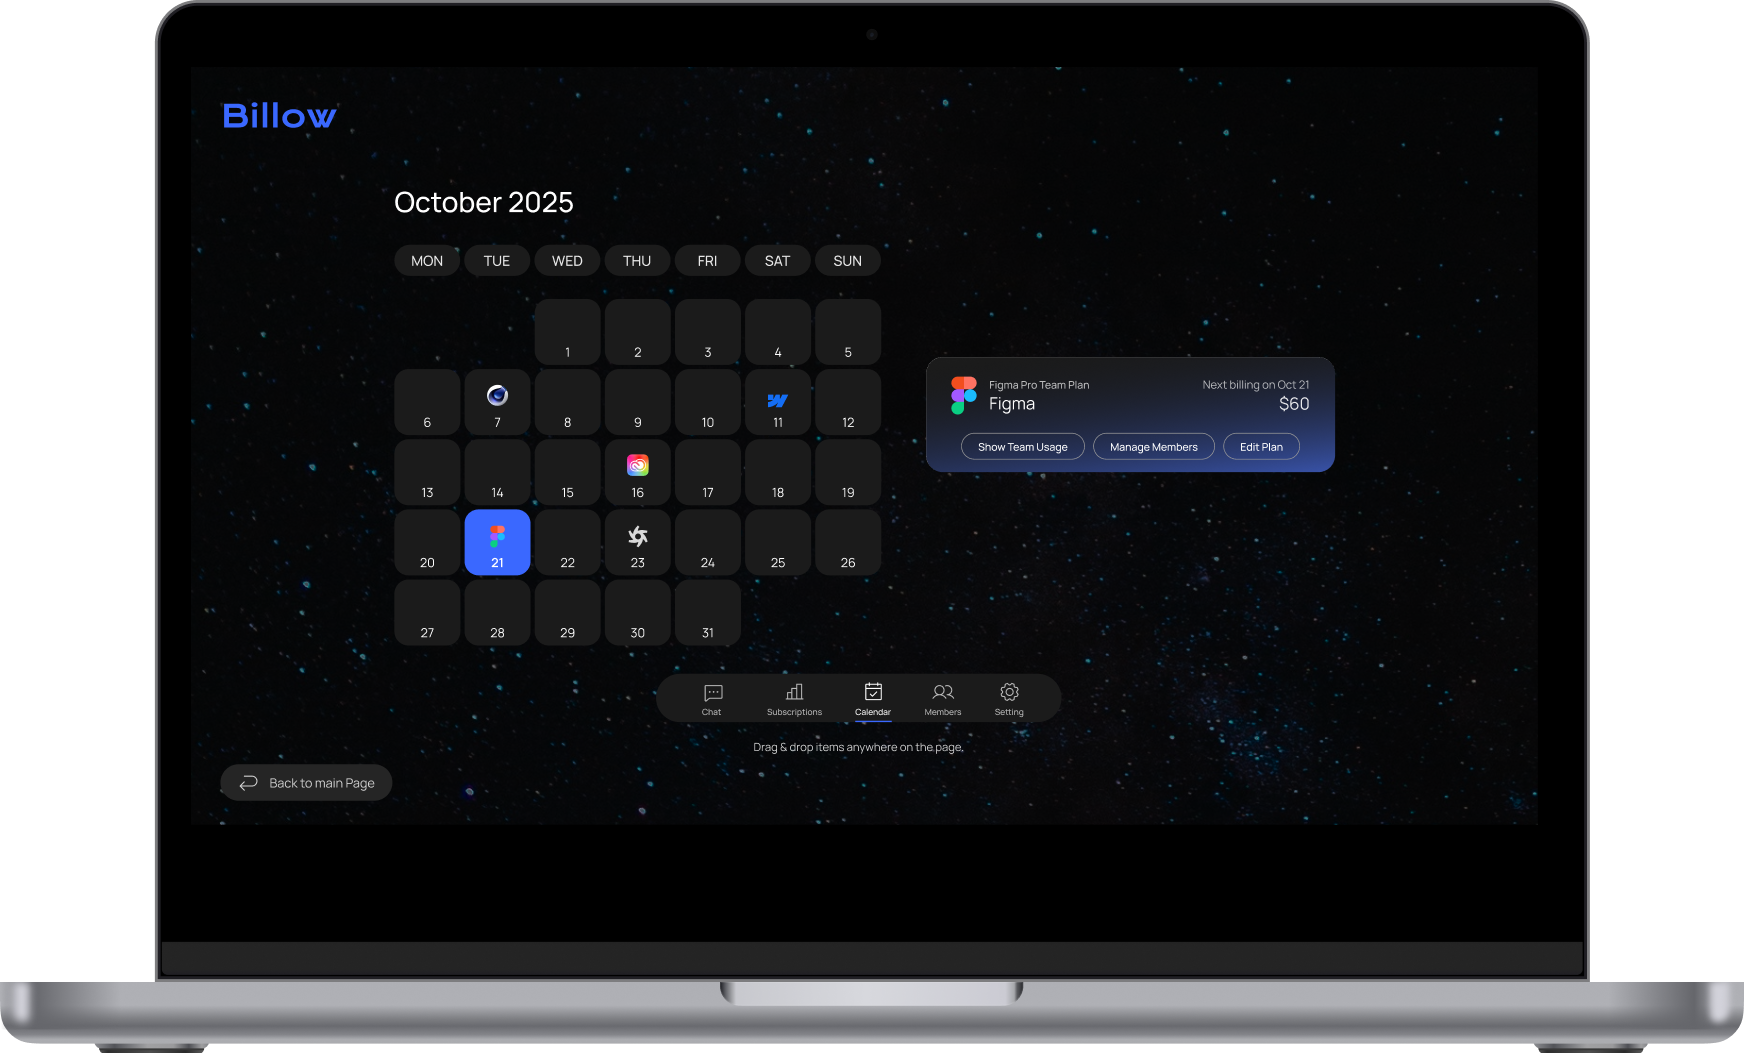 Billow
October 2025
MON TUE WED THU FRI SAT SUN
1 2 3 4 5
6 7 8 9 10 11 12
13 14 15 16 17 18 19
20 21 22 23 24 25 26
27 28 29 30 31
Figma Pro Team Plan Next billing on Oct 21
Figma $60
Show Team Usage Manage Members Edit Plan
Chat Subscriptions Calendar Members Setting
Drag & drop items anywhere on the page.
Back to main Page